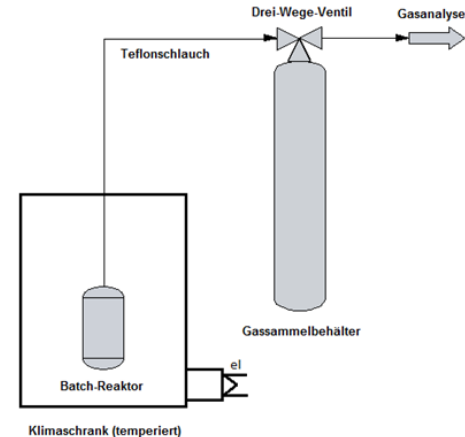 Drei-Wege-Ventil
Gasanalyse
Teflonschlauch
Gassammelbehälter
el
Batch-Reaktor
Klimaschrank (temperiert)